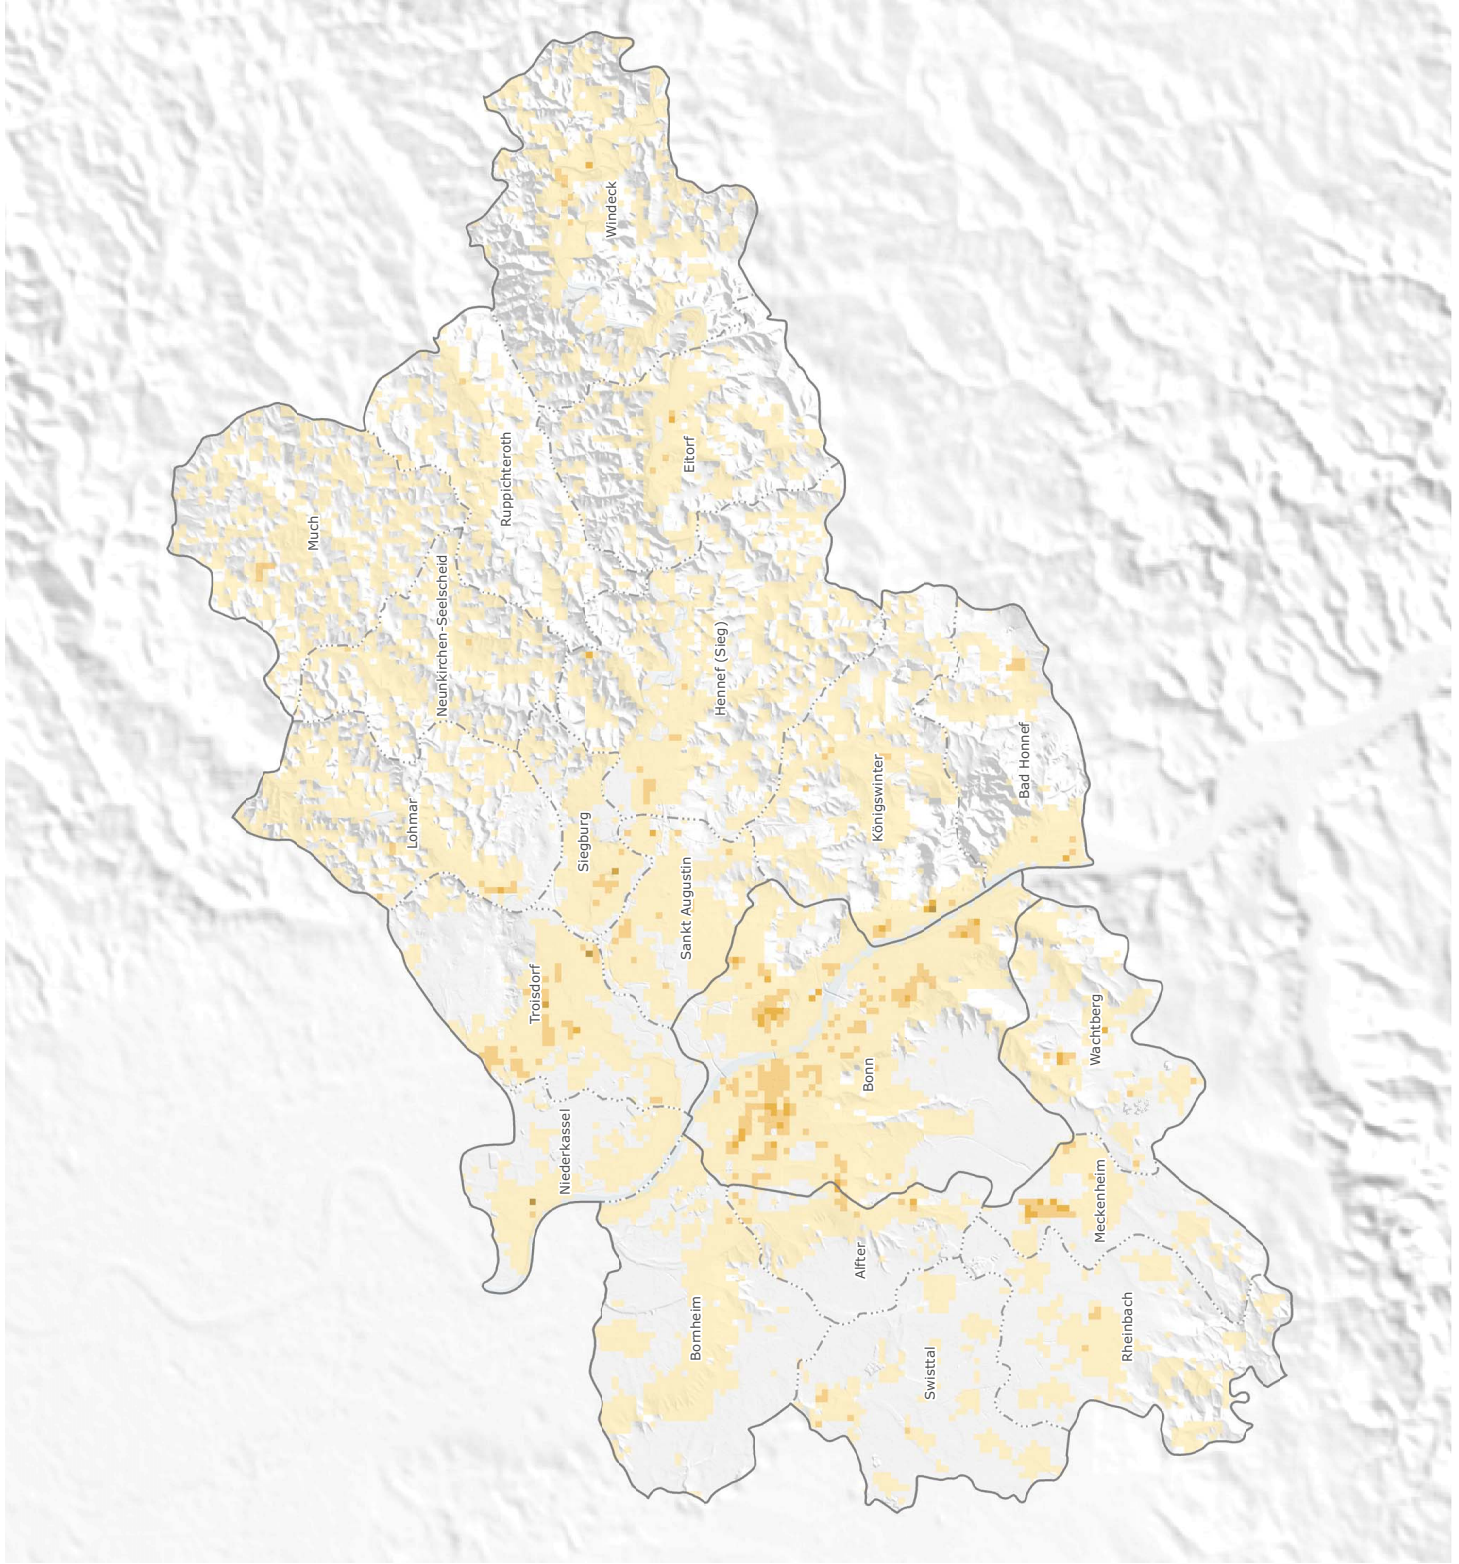 Windeck
Eitorf
Ruppichteroth
Much
Neunkirchen-Seelscheid
Hennef (Sieg)
Bad Honnef
Königswinter
Lohmar
Siegburg
Sankt Augustin
Troisdorf
Niederkassel
Bonn
Wachtberg
Meckenheim
Alfter
Bornheim
Swisttal
Rheinbach